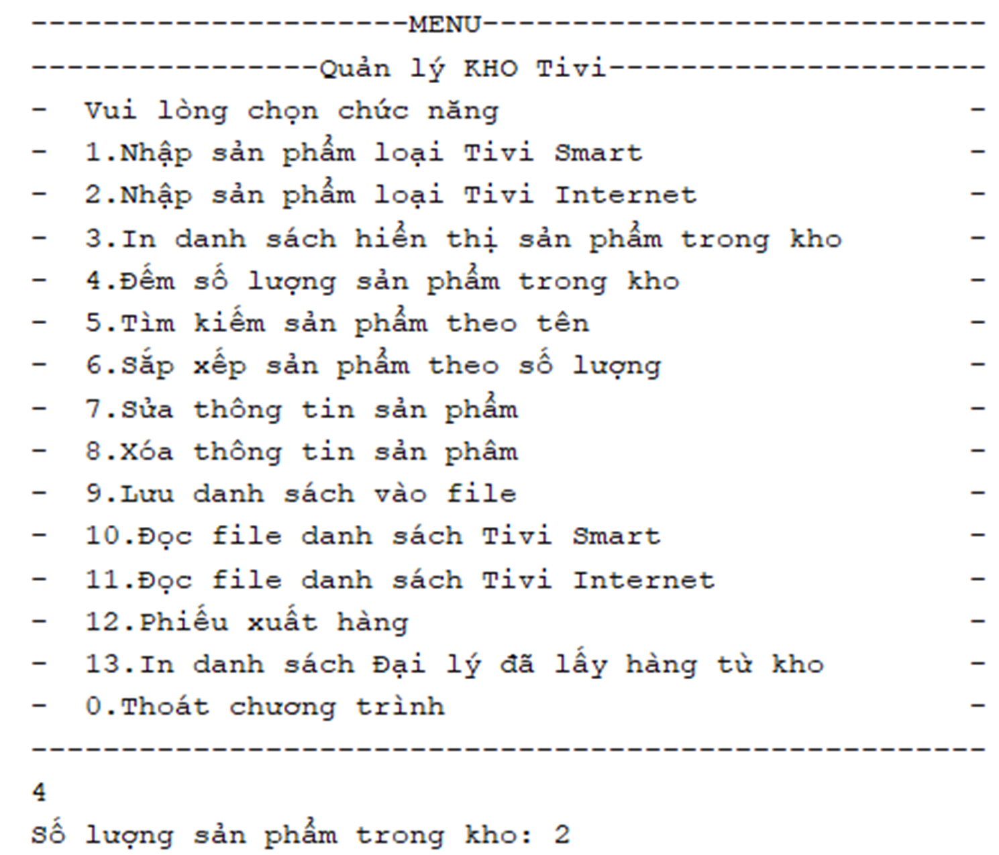 ---------------------MENU----------------------------
----------------Quản lý KHO Tivi---------------------
-  Vui lòng chọn chức năng                          -
-  1.Nhập sản phẩm loại Tivi Smart                  -
-  2.Nhập sản phẩm loại Tivi Internet               -
-  3.In danh sách hiển thị sản phẩm trong kho       -
-  4.Đếm số lượng sản phẩm trong kho                -
-  5.Tìm kiếm sản phẩm theo tên                     -
-  6.Sắp xếp sản phẩm theo số lượng                 -
-  7.Sửa thông tin sản phẩm                         -
-  8.Xóa thông tin sản phâm                         -
-  9.Lưu danh sách vào file                         -
-  10.Đọc file danh sách Tivi Smart                 -
-  11.Đọc file danh sách Tivi Internet              -
-  12.Phiếu xuất hàng                               -
-  13.In danh sách Đại lý đã lấy hàng từ kho        -
-  0.Thoát chương trình                             -
-----------------------------------------------------
4
Số lượng sản phẩm trong kho: 2